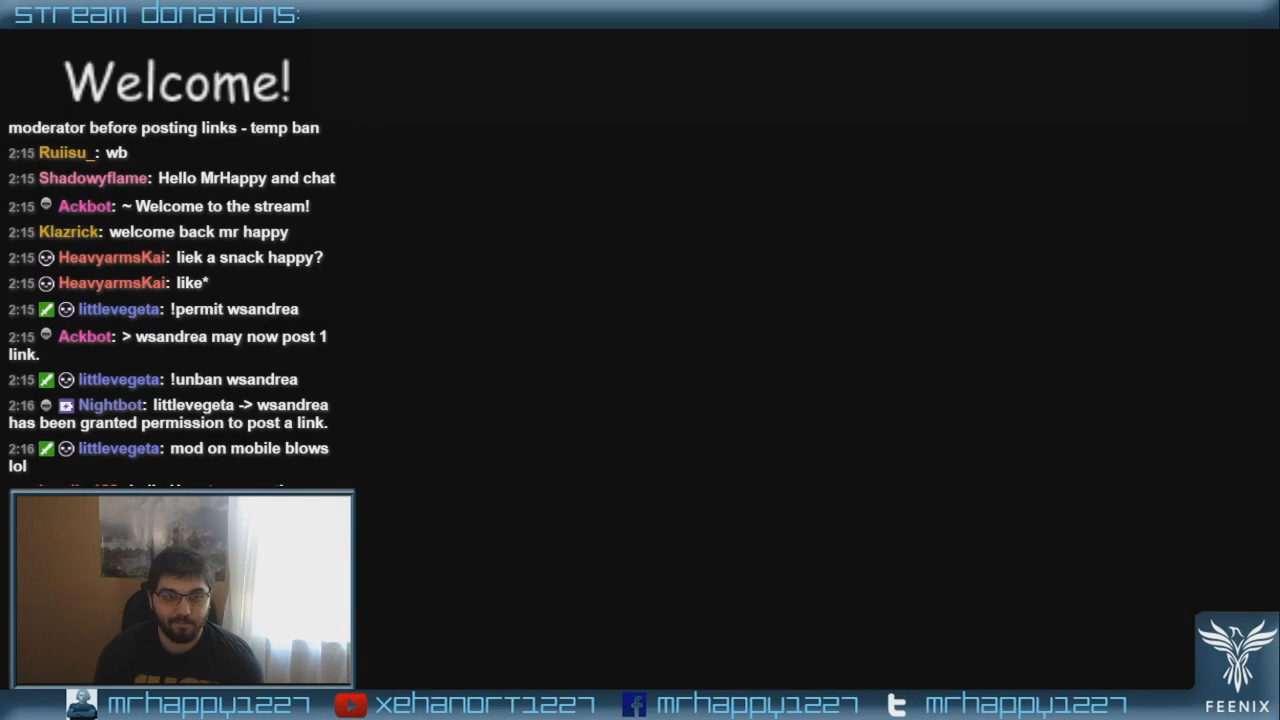 STREAM DONATIONS:
Welcome!
moderator before posting links - temp ban
2:15 Ruiisu_: wb
2:15 Shadowyflame: Hello MrHappy and chat
2:15 Ackbot: ~ Welcome to the stream!
2:15 Klazrick: welcome back mr happy
2:15 HeavyarmsKai: liek a snack happy?
2:15 HeavyarmsKai: like*
2:15 littlevegeta: !permit wsandrea
2:15 Ackbot: > wsandrea may now post 1
link.
2:15 littlevegeta: !unban wsandrea
2:16 Nightbot: littlevegeta -> wsandrea
has been granted permission to post a link.
2:16 littlevegeta: mod on mobile blows
lol
mrhappy1227 xehanort1227 mrhappy1227 mrhappy1227
FEENIX